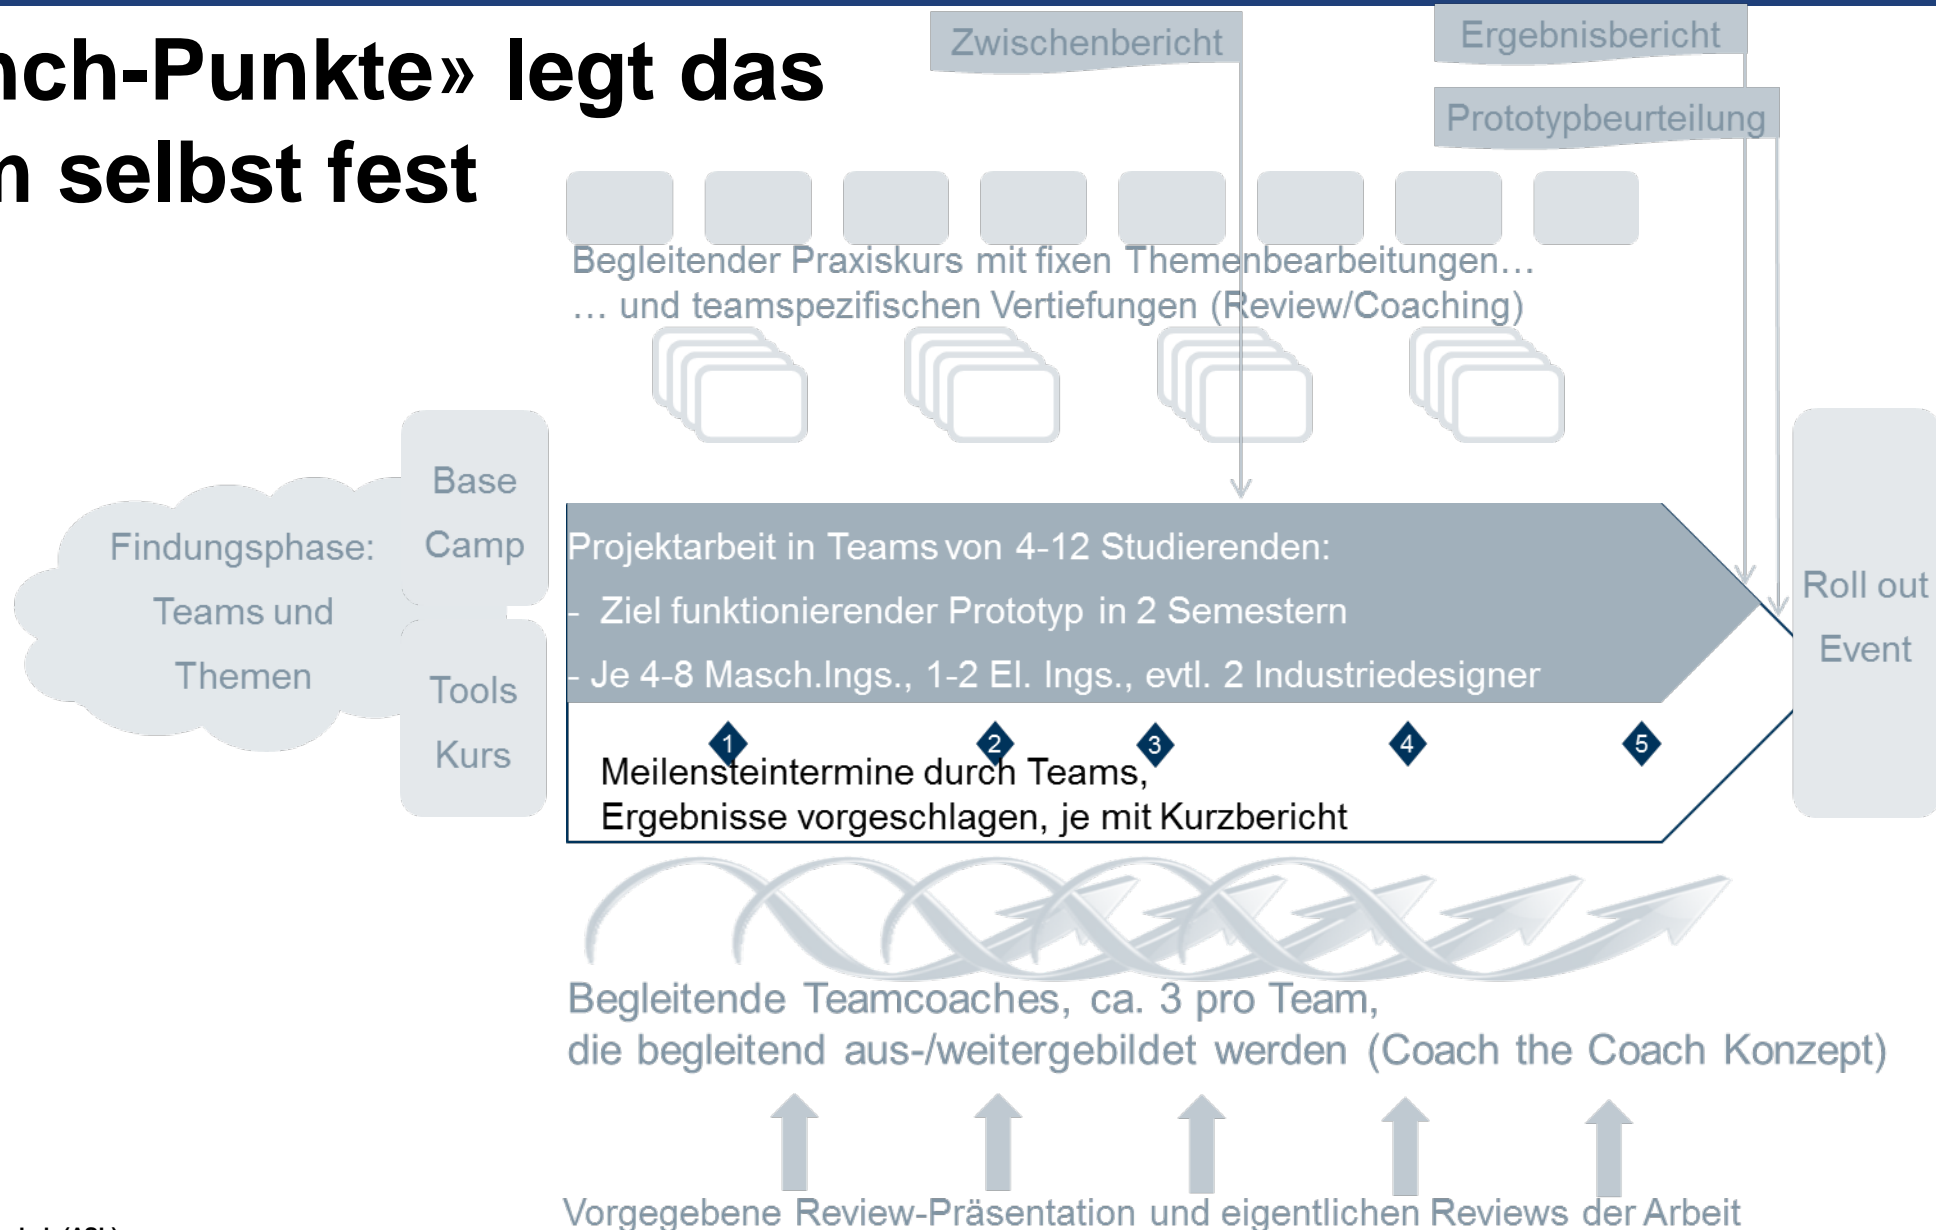 nch-Punkte» legt das
m selbst fest
Zwischenbericht
Ergebnisbericht
Prototypbeurteilung
Begleitender Praxiskurs mit fixen Themenbearbeitungen…
… und teamspezifischen Vertiefungen (Review/Coaching)
Findungsphase:
Teams und
Themen
Base
Camp
Tools
Kurs
Projektarbeit in Teams von 4-12 Studierenden:
- Ziel funktionierender Prototyp in 2 Semestern
- Je 4-8 Masch.Ings., 1-2 El. Ings., evtl. 2 Industriedesigner
Roll out
Event
1 2 3 4 5
Meilensteintermine durch Teams,
Ergebnisse vorgeschlagen, je mit Kurzbericht
Begleitende Teamcoaches, ca. 3 pro Team,
die begleitend aus-/weitergebildet werden (Coach the Coach Konzept)
Vorgegebene Review-Präsentation und eigentlichen Reviews der Arbeit